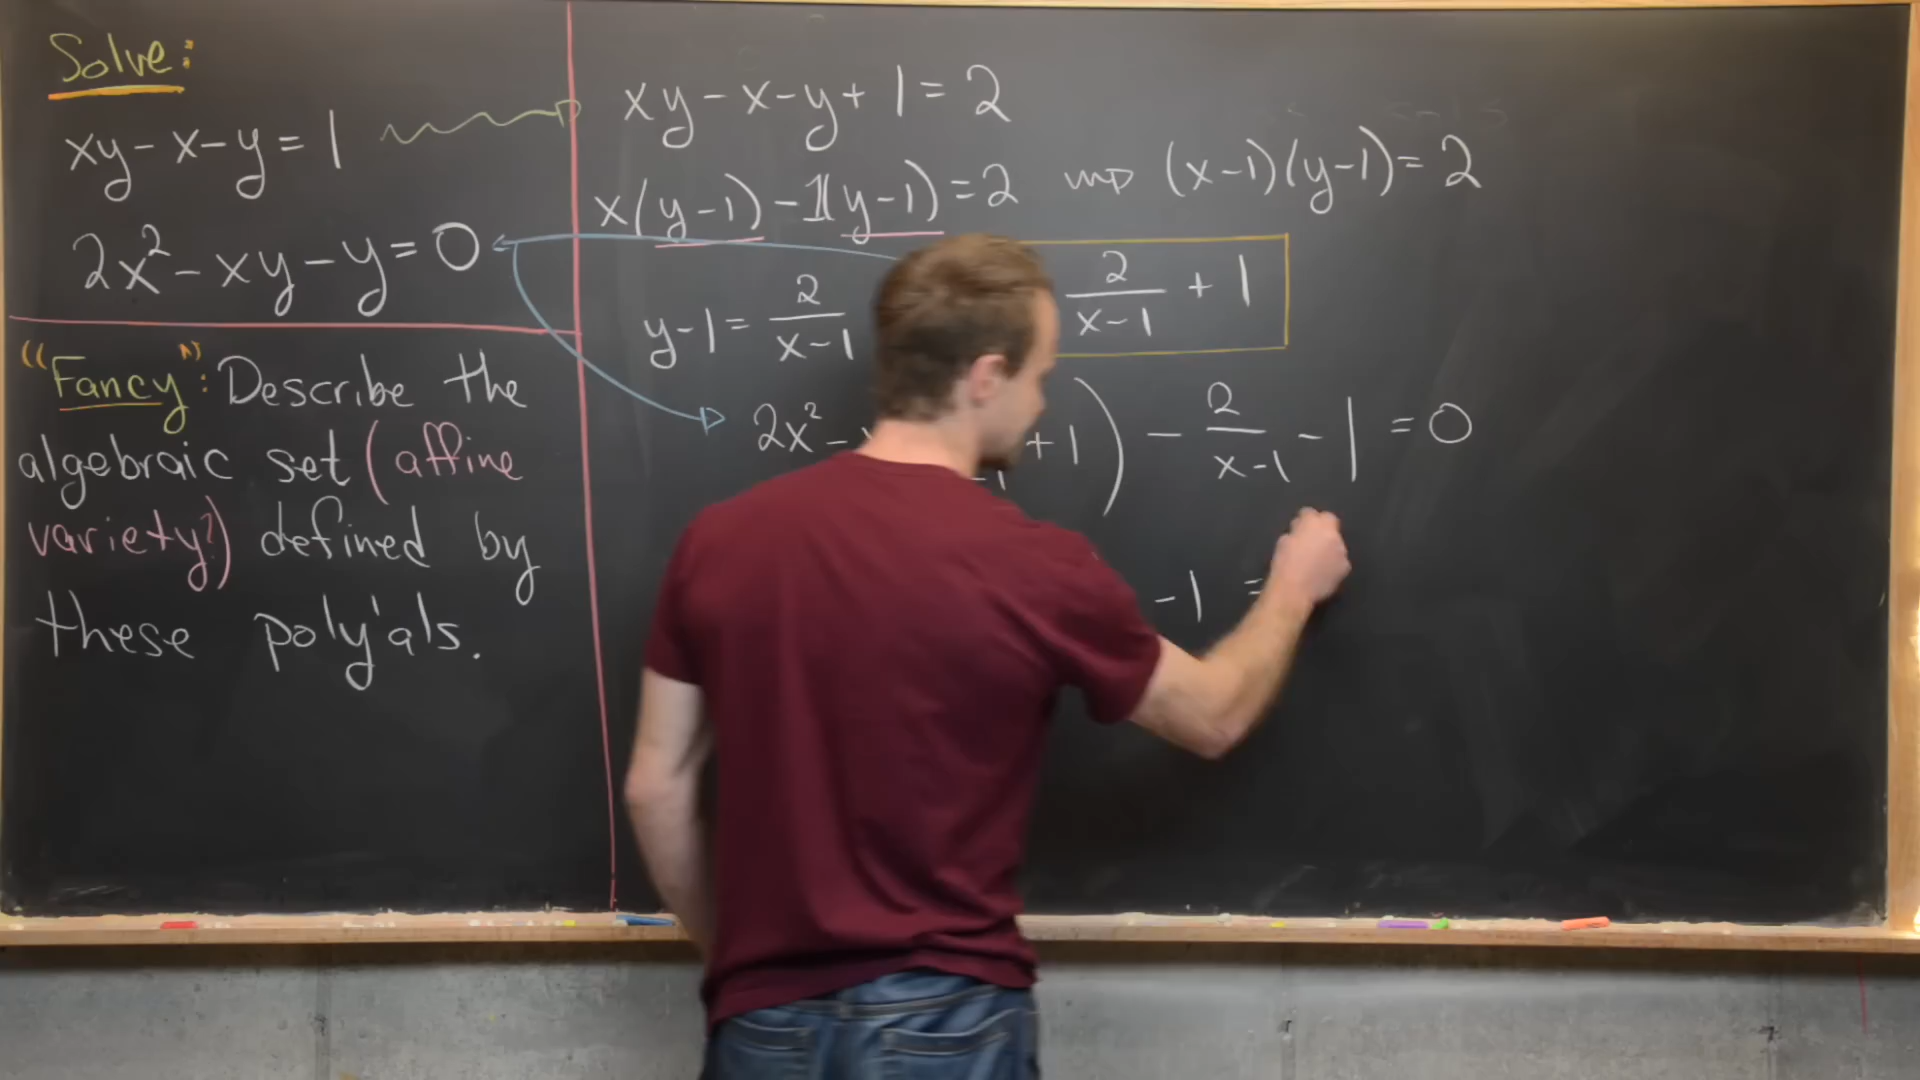 Solve:
xy - x - y = 1
2x² - xy - y = 0
"Fancy": Describe the
algebraic set (affine
variety?) defined by
these poly'als.
xy - x - y + 1 = 2
x(y-1) - 1(y-1) = 2 ⇝ (x-1)(y-1) = 2
y - 1 = 2/(x-1) 2/(x-1) + 1
2x² - + 1) - 2/(x-1) - 1 = 0
- 1 =